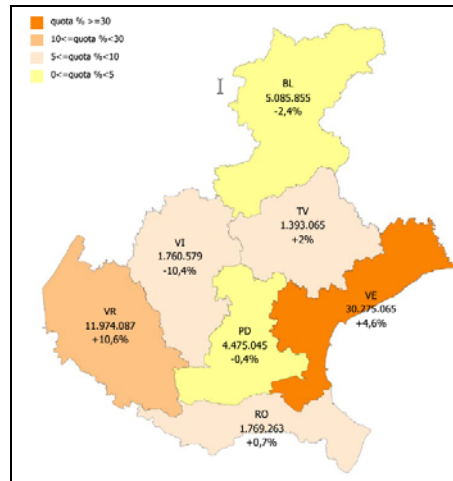 quota % >=30
10<=quota %<30
5<=quota %<10
0<=quota %<5
BL
5.085.855
-2,4%
TV
1.393.065
+2%
VI
1.760.579
-10,4%
VE
30.275.065
+4,6%
VR
11.974.087
+10,6%
PD
4.475.045
-0,4%
RO
1.769.263
+0,7%